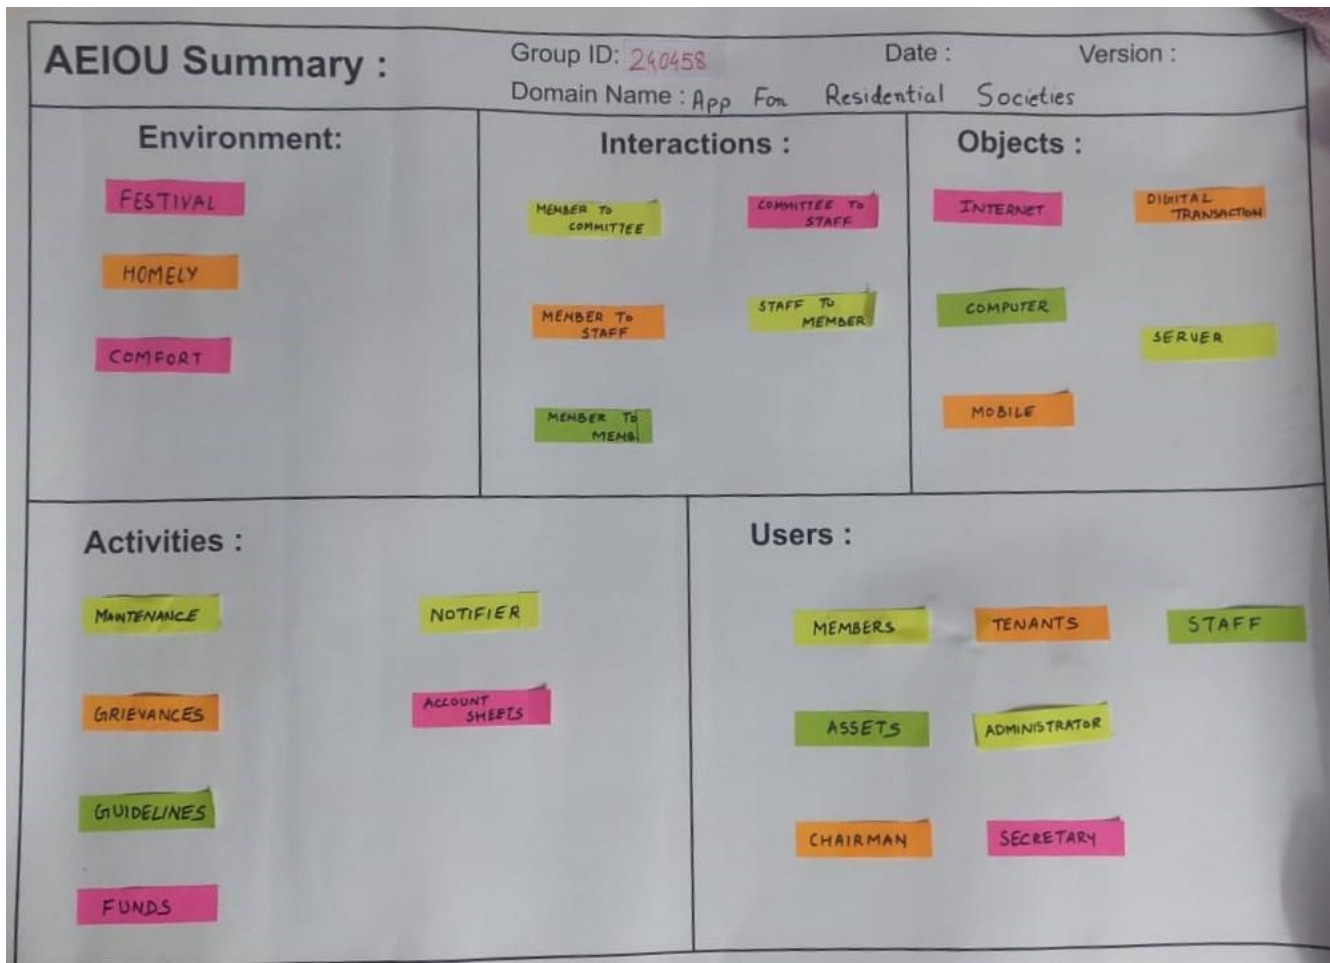 AEIOU Summary :
Group ID: 240458
Date :
Version :
Domain Name : App For Residential Societies
Environment:
FESTIVAL
HOMELY
COMFORT
Interactions :
MEMBER TO
COMMITTEE
COMMITTEE TO
STAFF
MEMBER TO
STAFF
STAFF TO
MEMBER
MEMBER TO
MEMB
Objects :
INTERNET
DIGITAL
TRANSACTION
COMPUTER
SERVER
MOBILE
Activities :
MAINTENANCE
NOTIFIER
GRIEVANCES
ACCOUNT
SHEETS
GUIDELINES
FUNDS
Users :
MEMBERS
TENANTS
STAFF
ASSETS
ADMINISTRATOR
CHAIRMAN
SECRETARY